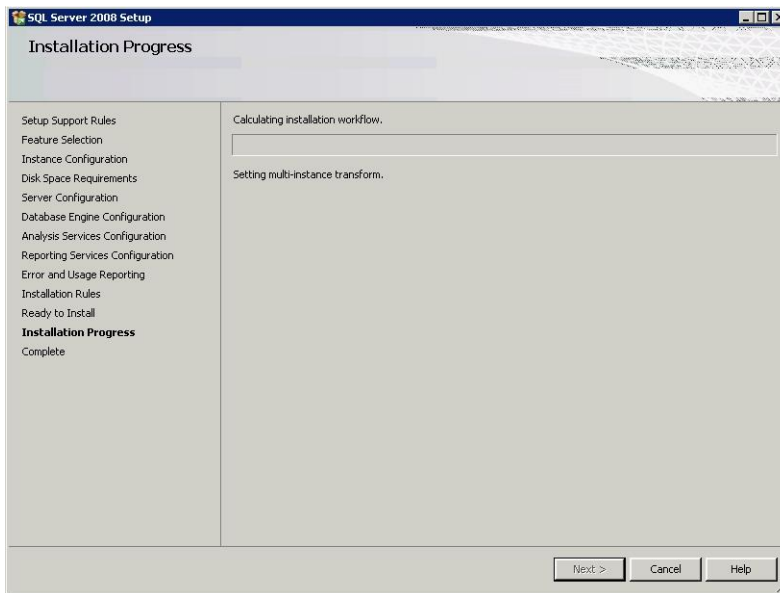 SQL Server 2008 Setup
Installation Progress
Setup Support Rules
Feature Selection
Instance Configuration
Disk Space Requirements
Server Configuration
Database Engine Configuration
Analysis Services Configuration
Reporting Services Configuration
Error and Usage Reporting
Installation Rules
Ready to Install
Installation Progress
Complete
Calculating installation workflow.
Setting multi-instance transform.
Next >
Cancel
Help